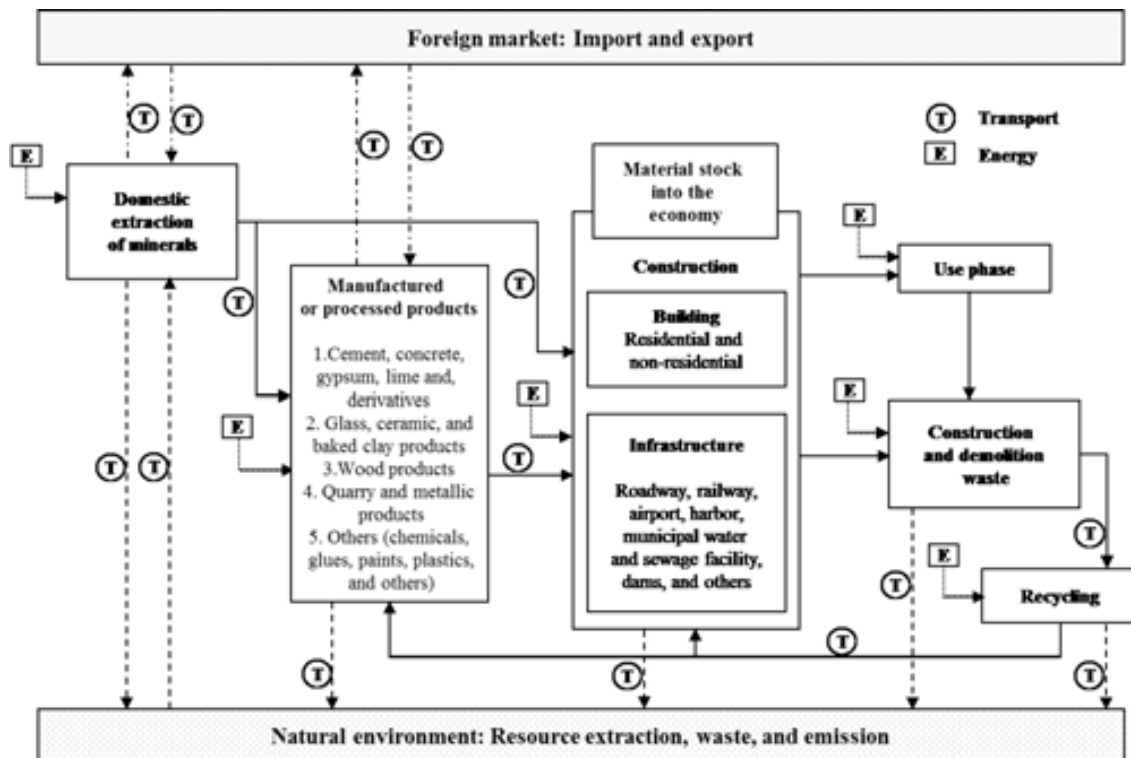 Foreign market: Import and export
T
T
T
T
T
Transport
E
Energy
E
Domestic
extraction
of minerals
T
Manufactured
or processed products
1.Cement, concrete,
gypsum, lime and,
derivatives
2. Glass, ceramic, and
baked clay products
3.Wood products
4. Quarry and metallic
products
5. Others (chemicals,
glues, paints, plastics,
and others)
E
T
T
T
E
T
Material stock
into the
economy
Construction
Building
Residential and
non-residential
Infrastructure
Roadway, railway,
airport, harbor,
municipal water
and sewage facility,
dams, and others
E
Use phase
E
Construction
and demolition
waste
T
E
Recycling
T
T
T
T
T
Natural environment: Resource extraction, waste, and emission